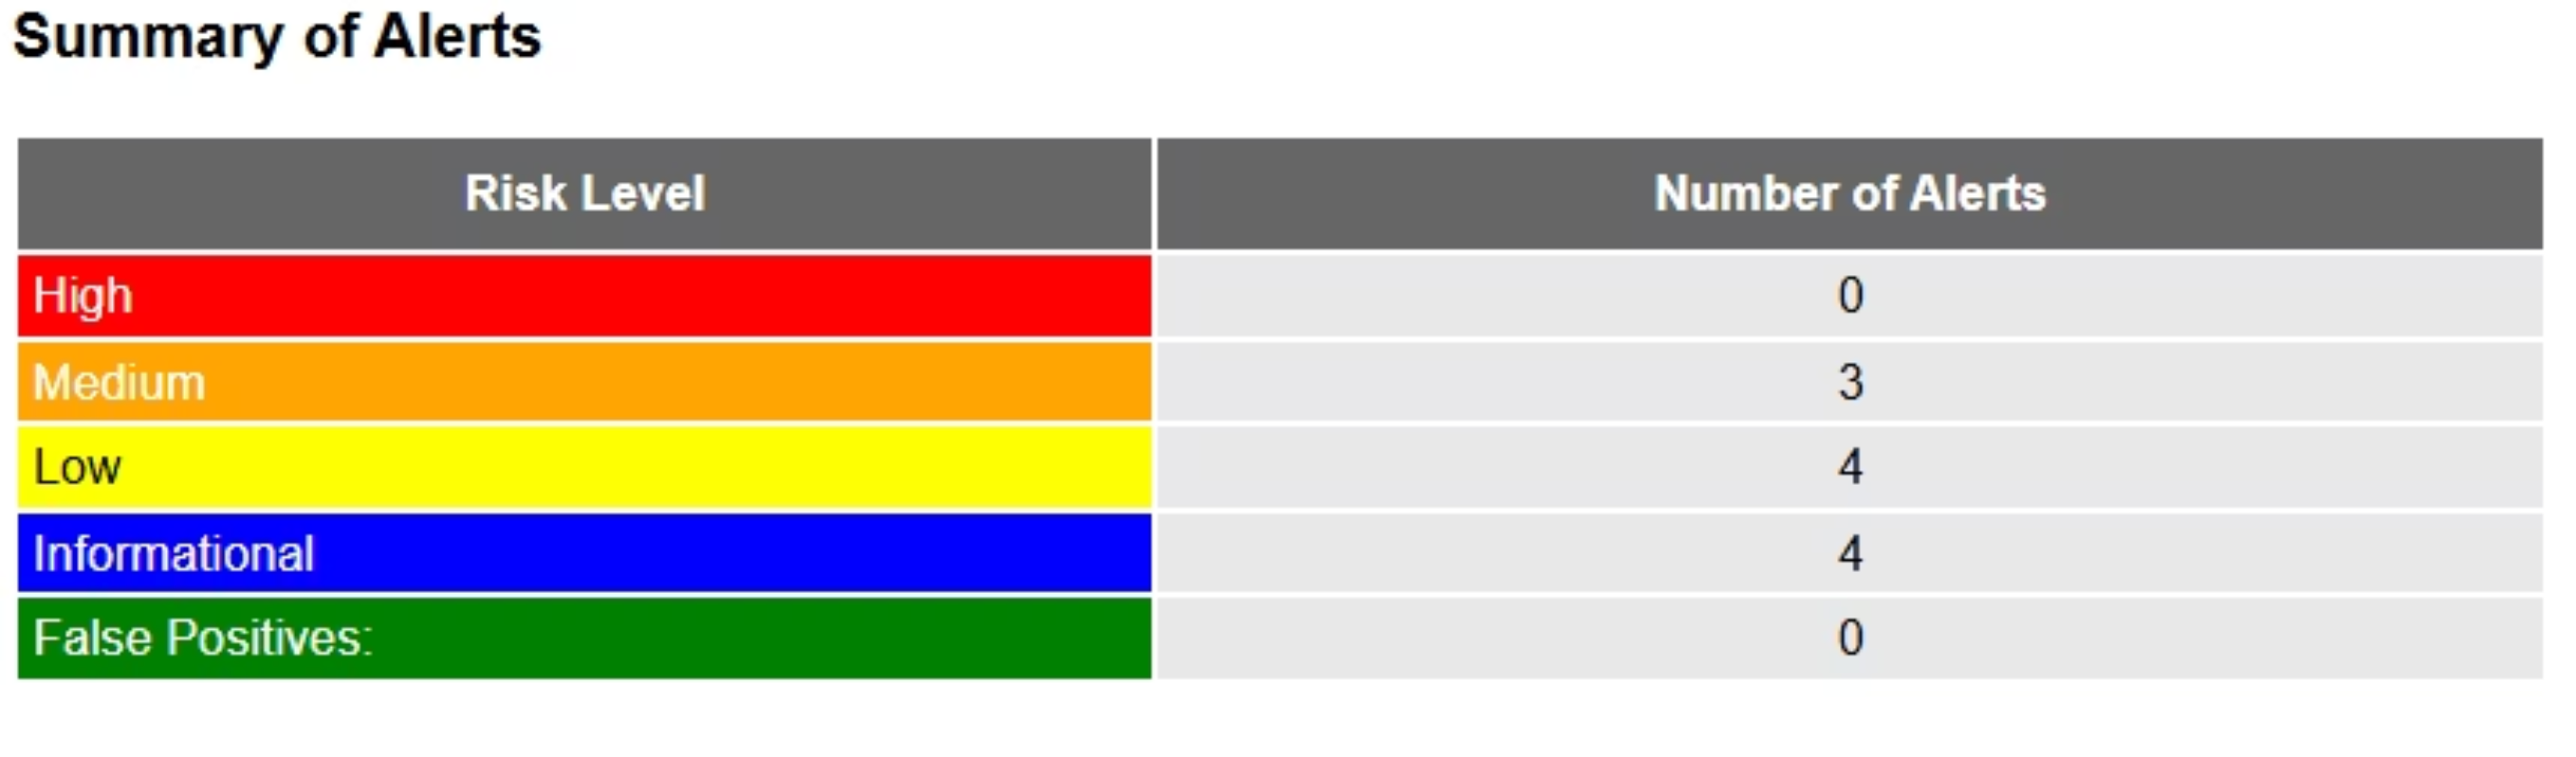 Summary of Alerts
Risk Level Number of Alerts
High 0
Medium 3
Low 4
Informational 4
False Positives: 0